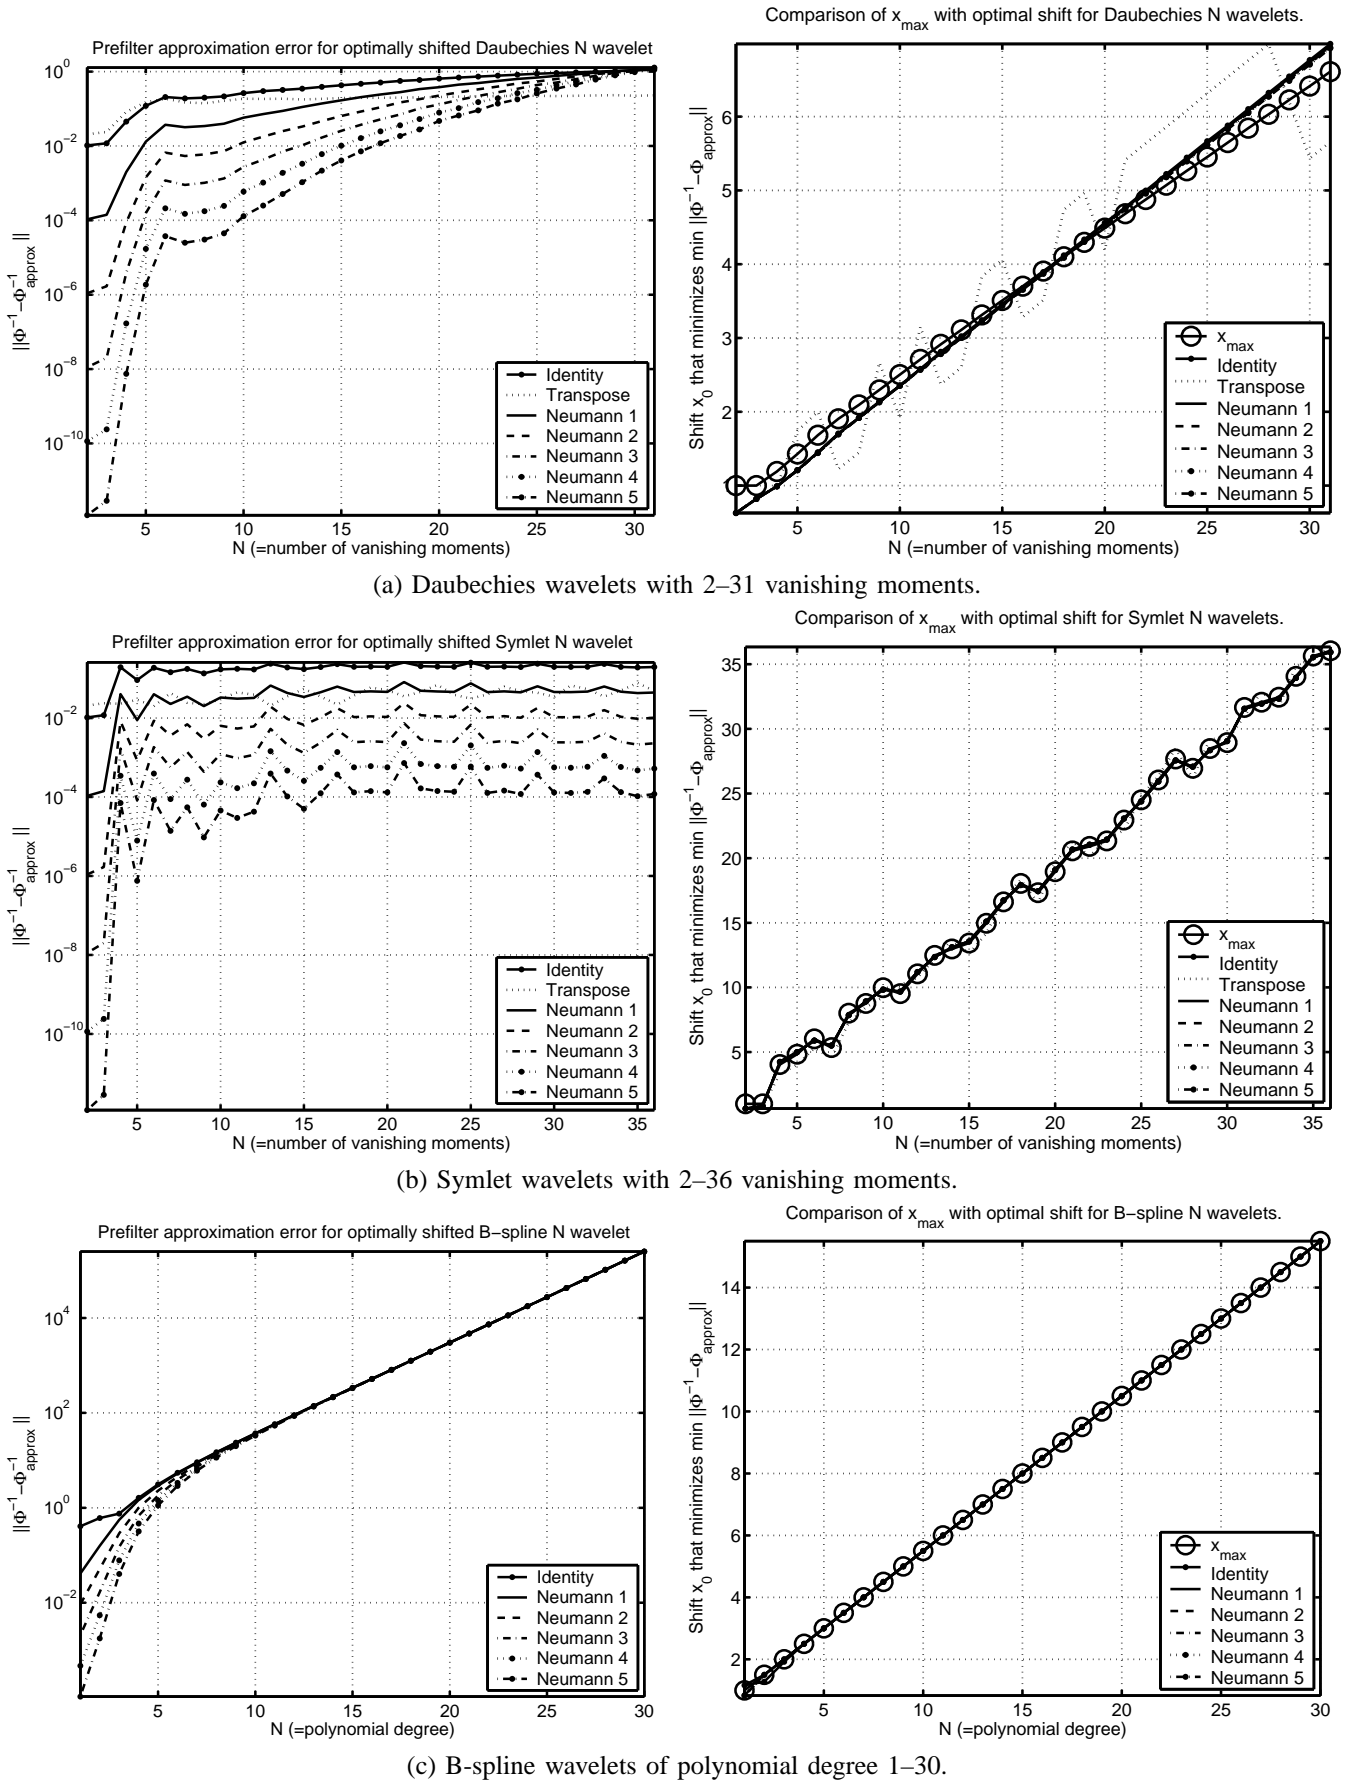 Prefilter approximation error for optimally shifted Daubechies N wavelet
10^0
10^−2
10^−4
10^−6
10^−8
10^−10
||Φ^−1−Φ^−1_approx ||
Identity
Transpose
Neumann 1
Neumann 2
Neumann 3
Neumann 4
Neumann 5
5 10 15 20 25 30
N (=number of vanishing moments)
Comparison of x_max with optimal shift for Daubechies N wavelets.
6
5
4
3
2
1
Shift x_0 that minimizes min ||Φ^−1−Φ_approx||
x_max
Identity
Transpose
Neumann 1
Neumann 2
Neumann 3
Neumann 4
Neumann 5
5 10 15 20 25 30
N (=number of vanishing moments)
(a) Daubechies wavelets with 2–31 vanishing moments.
Prefilter approximation error for optimally shifted Symlet N wavelet
10^−2
10^−4
10^−6
10^−8
10^−10
||Φ^−1−Φ^−1_approx ||
Identity
Transpose
Neumann 1
Neumann 2
Neumann 3
Neumann 4
Neumann 5
5 10 15 20 25 30 35
N (=number of vanishing moments)
Comparison of x_max with optimal shift for Symlet N wavelets.
35
30
25
20
15
10
5
Shift x_0 that minimizes min ||Φ^−1−Φ_approx||
x_max
Identity
Transpose
Neumann 1
Neumann 2
Neumann 3
Neumann 4
Neumann 5
5 10 15 20 25 30 35
N (=number of vanishing moments)
(b) Symlet wavelets with 2–36 vanishing moments.
Prefilter approximation error for optimally shifted B−spline N wavelet
10^4
10^2
10^0
10^−2
||Φ^−1−Φ^−1_approx ||
Identity
Neumann 1
Neumann 2
Neumann 3
Neumann 4
Neumann 5
5 10 15 20 25 30
N (=polynomial degree)
Comparison of x_max with optimal shift for B−spline N wavelets.
14
12
10
8
6
4
2
Shift x_0 that minimizes min ||Φ^−1−Φ_approx||
x_max
Identity
Neumann 1
Neumann 2
Neumann 3
Neumann 4
Neumann 5
5 10 15 20 25 30
N (=polynomial degree)
(c) B-spline wavelets of polynomial degree 1–30.